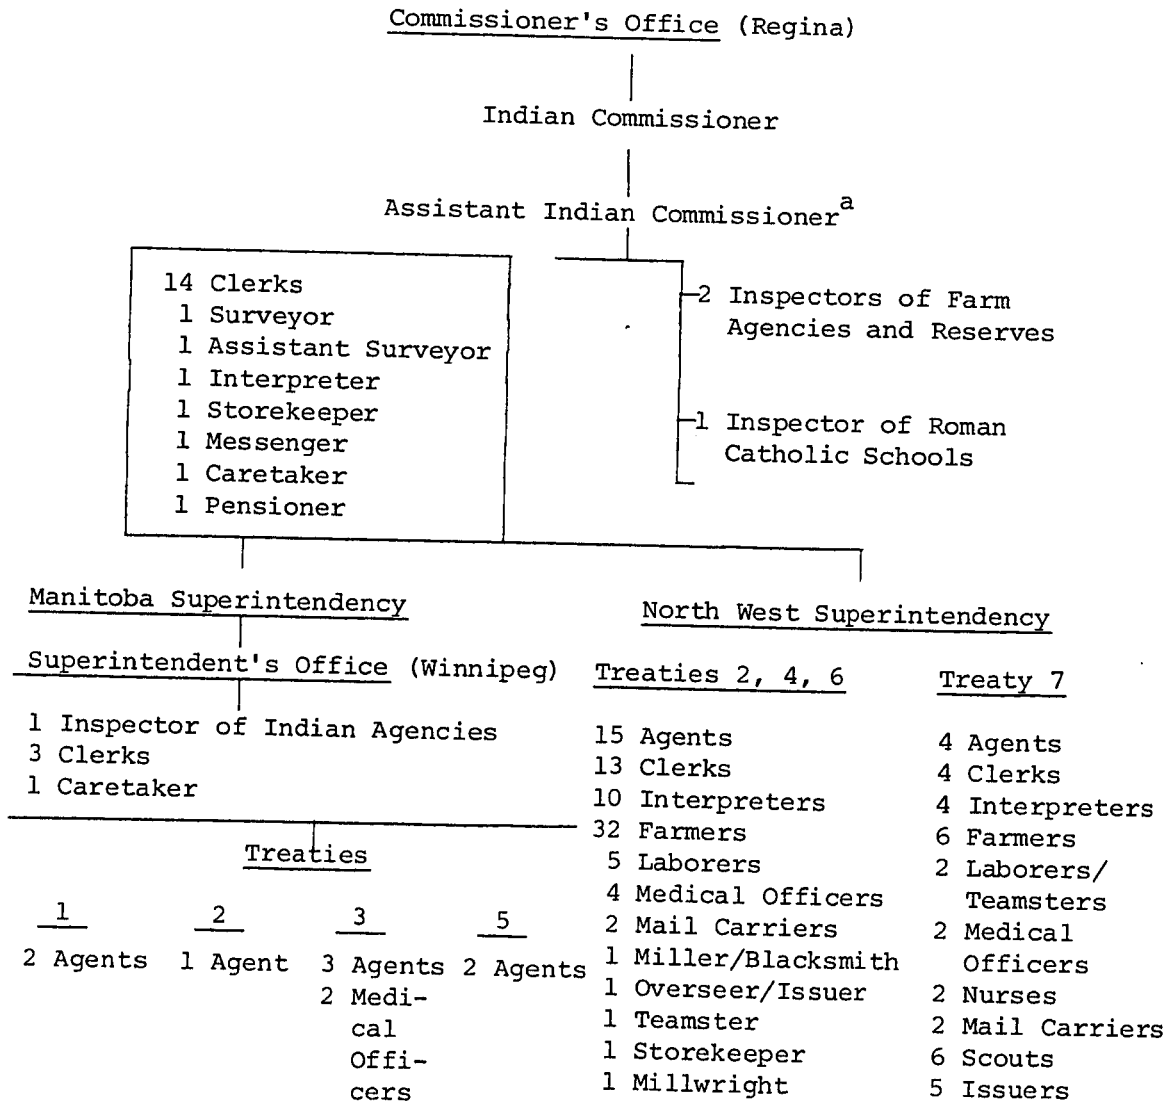 Commissioner's Office (Regina)
Indian Commissioner
Assistant Indian Commissioner a
14 Clerks
1 Surveyor
1 Assistant Surveyor
1 Interpreter
1 Storekeeper
1 Messenger
1 Caretaker
1 Pensioner
2 Inspectors of Farm
Agencies and Reserves
1 Inspector of Roman
Catholic Schools
Manitoba Superintendency
Superintendent's Office (Winnipeg)
1 Inspector of Indian Agencies
3 Clerks
1 Caretaker
Treaties
1
2 Agents
2
1 Agent
3
3 Agents
2 Medi-
cal
Offi-
cers
5
2 Agents
North West Superintendency
Treaties 2, 4, 6
15 Agents
13 Clerks
10 Interpreters
32 Farmers
5 Laborers
4 Medical Officers
2 Mail Carriers
1 Miller/Blacksmith
1 Overseer/Issuer
1 Teamster
1 Storekeeper
1 Millwright
Treaty 7
4 Agents
4 Clerks
4 Interpreters
6 Farmers
2 Laborers/
Teamsters
2 Medical
Officers
2 Nurses
2 Mail Carriers
6 Scouts
5 Issuers